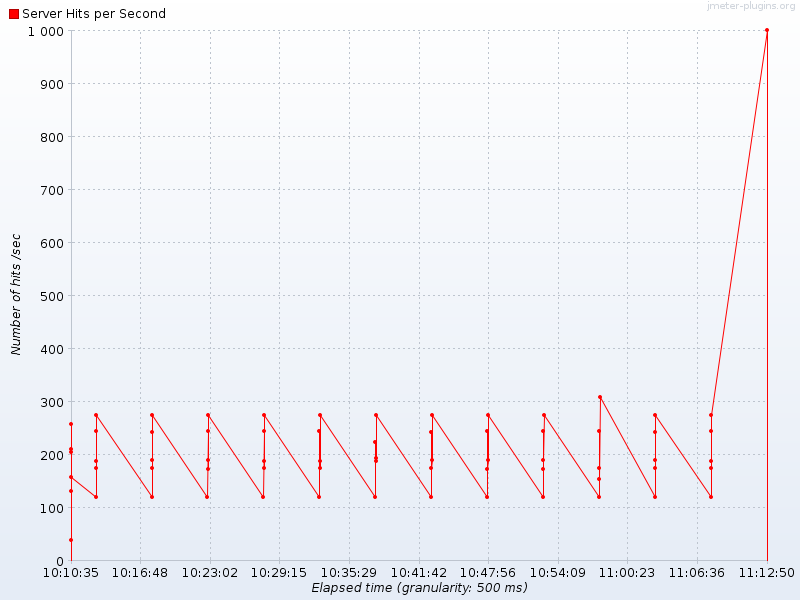 jmeter-plugins.org
Server Hits per Second
1 000
900
800
700
600
500
400
300
200
100
0
Number of hits /sec
10:10:35 10:16:48 10:23:02 10:29:15 10:35:29 10:41:42 10:47:56 10:54:09 11:00:23 11:06:36 11:12:50
Elapsed time (granularity: 500 ms)